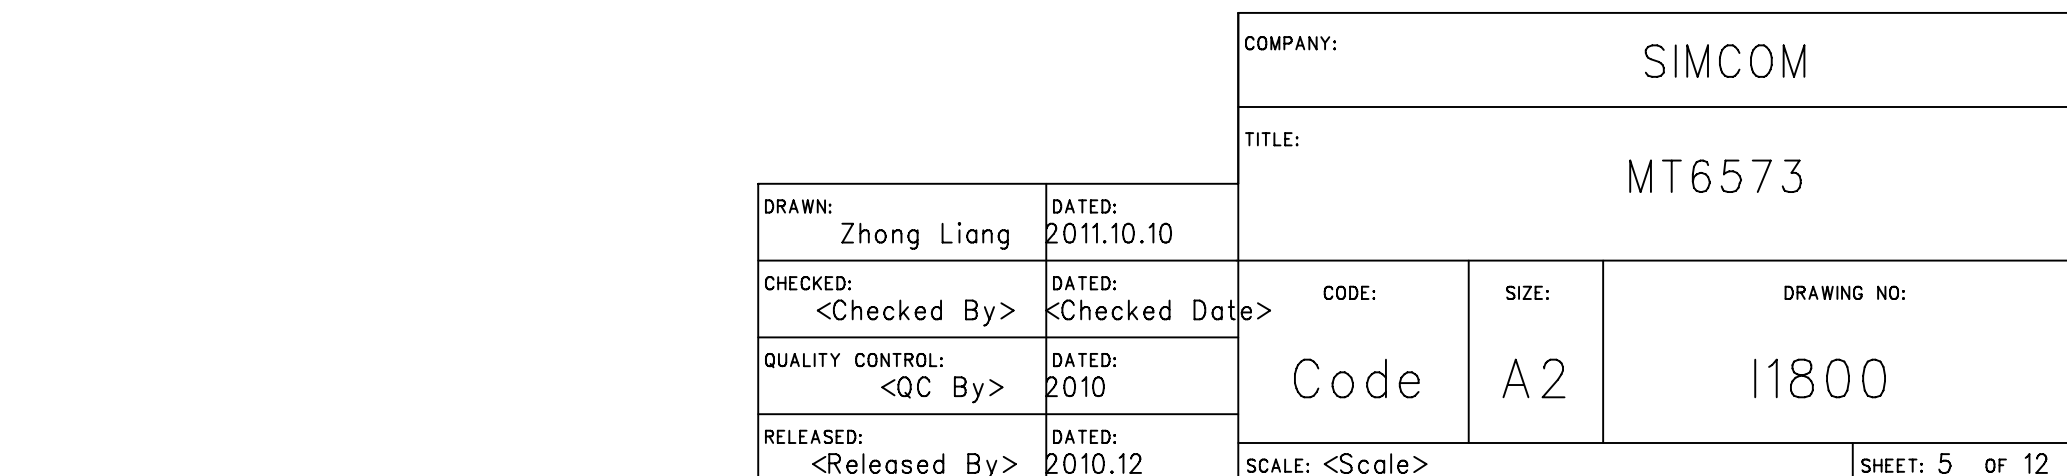 COMPANY: SIMCOM
TITLE:
MT6573
DRAWN: DATED:
Zhong Liang 2011.10.10
CHECKED: DATED:
<Checked By> <Checked Date>
CODE: SIZE: DRAWING NO:
QUALITY CONTROL: DATED:
<QC By> 2010
Code A2 I1800
RELEASED: DATED:
<Released By> 2010.12
SCALE: <Scale> SHEET: 5 OF 12